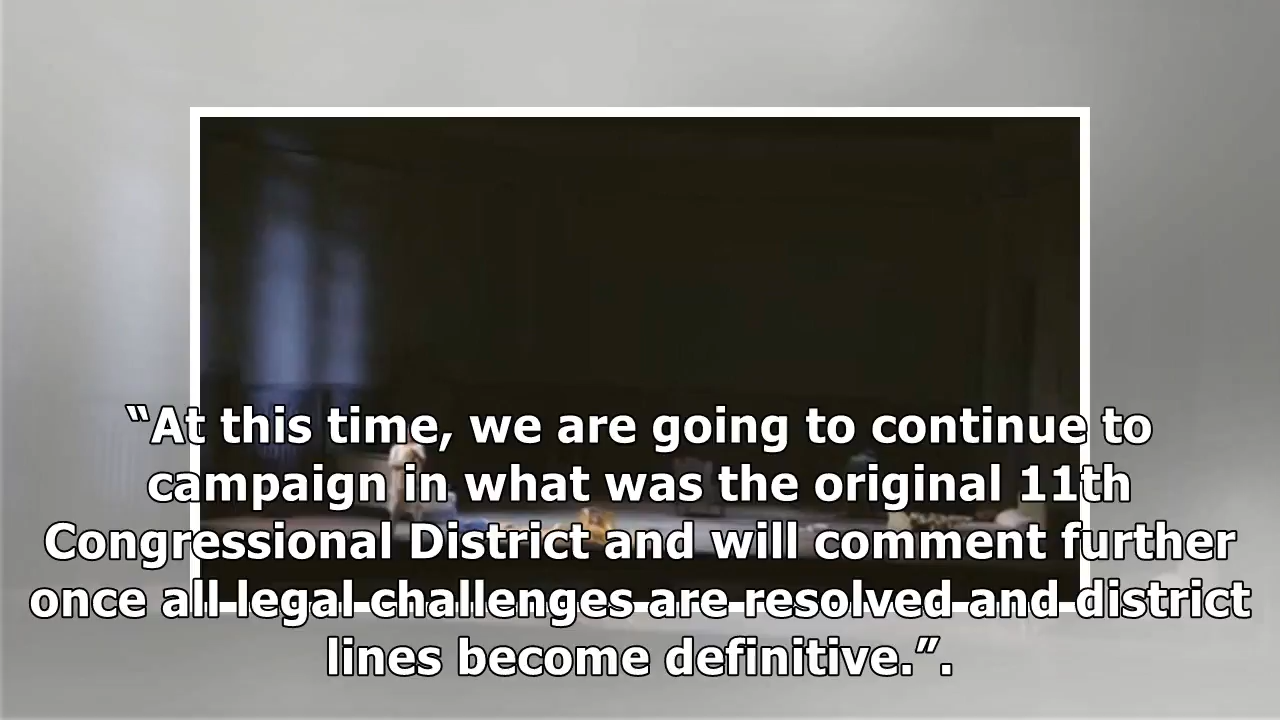 “At this time, we are going to continue to
campaign in what was the original 11th
Congressional District and will comment further
once all legal challenges are resolved and district
lines become definitive.”.